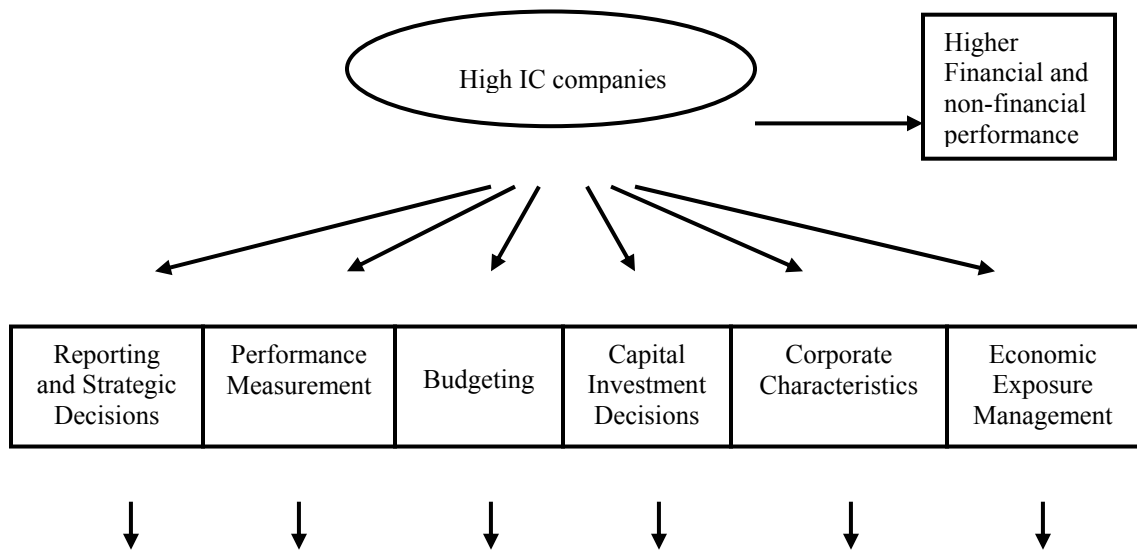 High IC companies
Higher
Financial and
non-financial
performance
Reporting
and Strategic
Decisions
Performance
Measurement
Budgeting
Capital
Investment
Decisions
Corporate
Characteristics
Economic
Exposure
Management